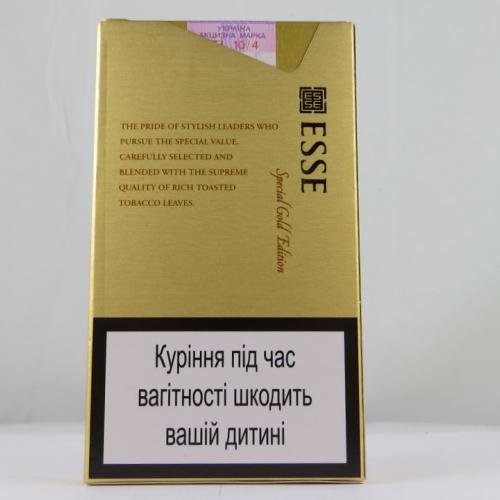 УКРАЇНА
АКЦИЗНА МАРКА
10/4
ES
SE
ESSE
Special Gold Edition
THE PRIDE OF STYLISH LEADERS WHO
PURSUE THE SPECIAL VALUE.
CAREFULLY SELECTED AND
BLENDED WITH THE SUPREME
QUALITY OF RICH TOASTED
TOBACCO LEAVES.
Куріння під час
вагітності шкодить
вашій дитині